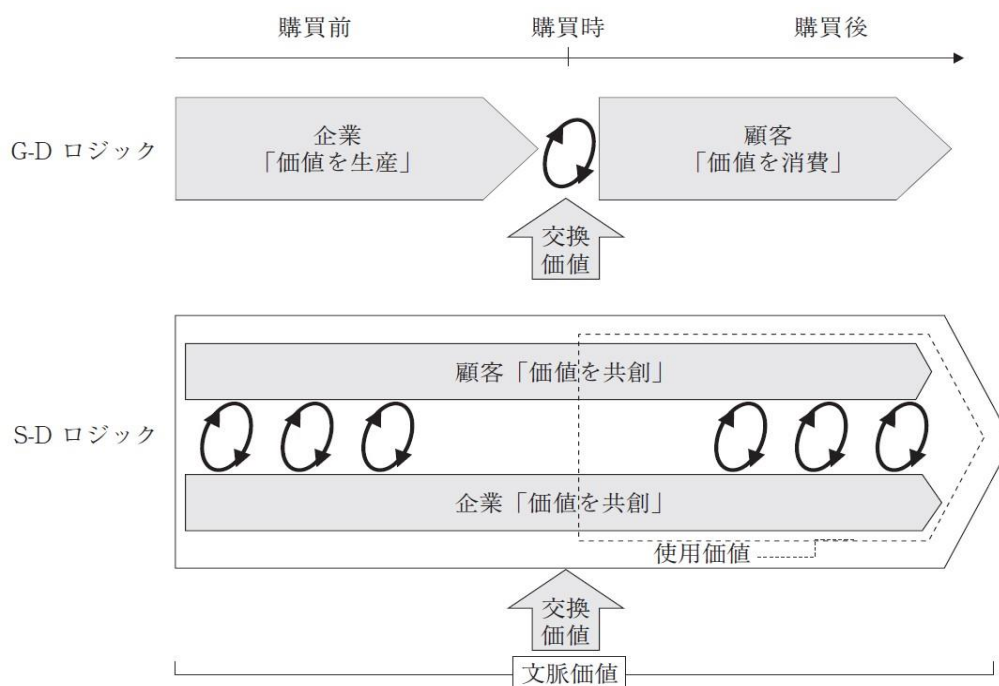 購買前
購買時
購買後
G-D ロジック
企業
「価値を生産」
顧客
「価値を消費」
交換
価値
S-D ロジック
顧客「価値を共創」
企業「価値を共創」
使用価値
交換
価値
文脈価値